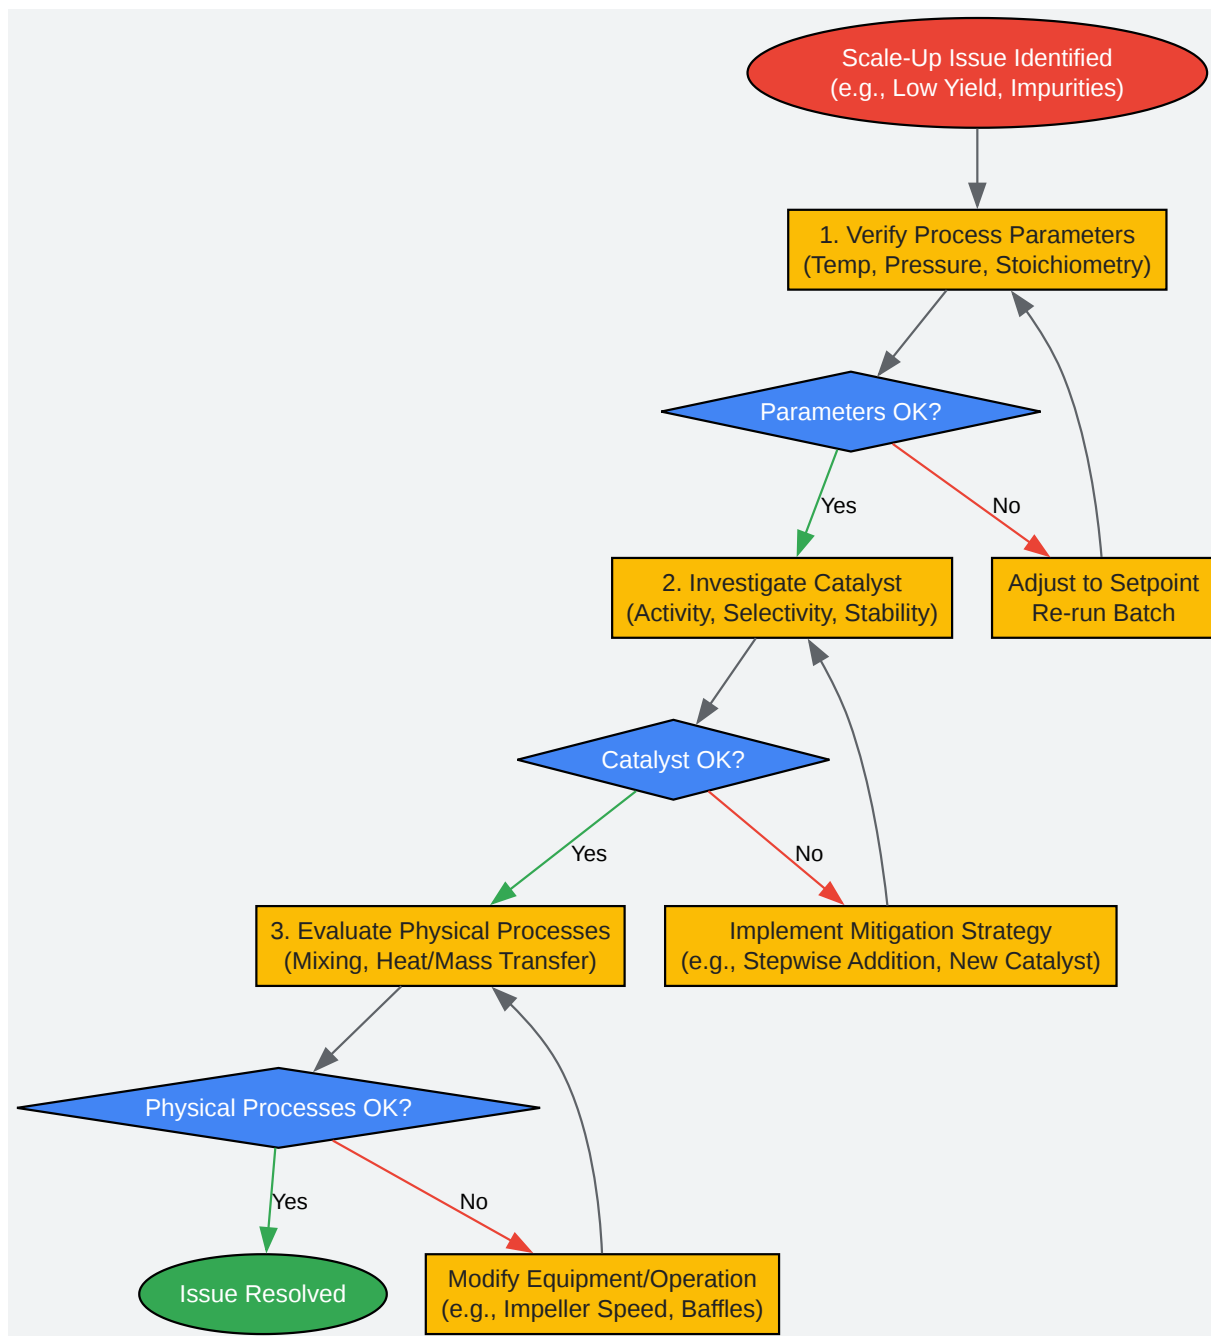 Scale-Up Issue Identified
(e.g., Low Yield, Impurities)
1. Verify Process Parameters
(Temp, Pressure, Stoichiometry)
Parameters OK?
Yes
No
2. Investigate Catalyst
(Activity, Selectivity, Stability)
Adjust to Setpoint
Re-run Batch
Catalyst OK?
Yes
No
3. Evaluate Physical Processes
(Mixing, Heat/Mass Transfer)
Implement Mitigation Strategy
(e.g., Stepwise Addition, New Catalyst)
Physical Processes OK?
Yes
No
Issue Resolved
Modify Equipment/Operation
(e.g., Impeller Speed, Baffles)